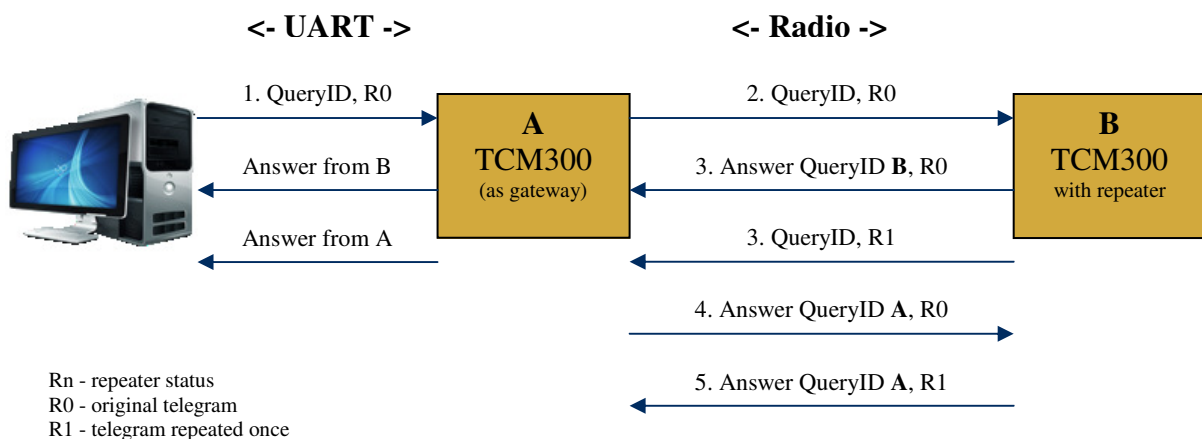 <- UART ->
<- Radio ->
1. QueryID, R0
2. QueryID, R0
A
TCM300
(as gateway)
B
TCM300
with repeater
Answer from B
3. Answer QueryID B, R0
Answer from A
3. QueryID, R1
4. Answer QueryID A, R0
5. Answer QueryID A, R1
Rn - repeater status
R0 - original telegram
R1 - telegram repeated once